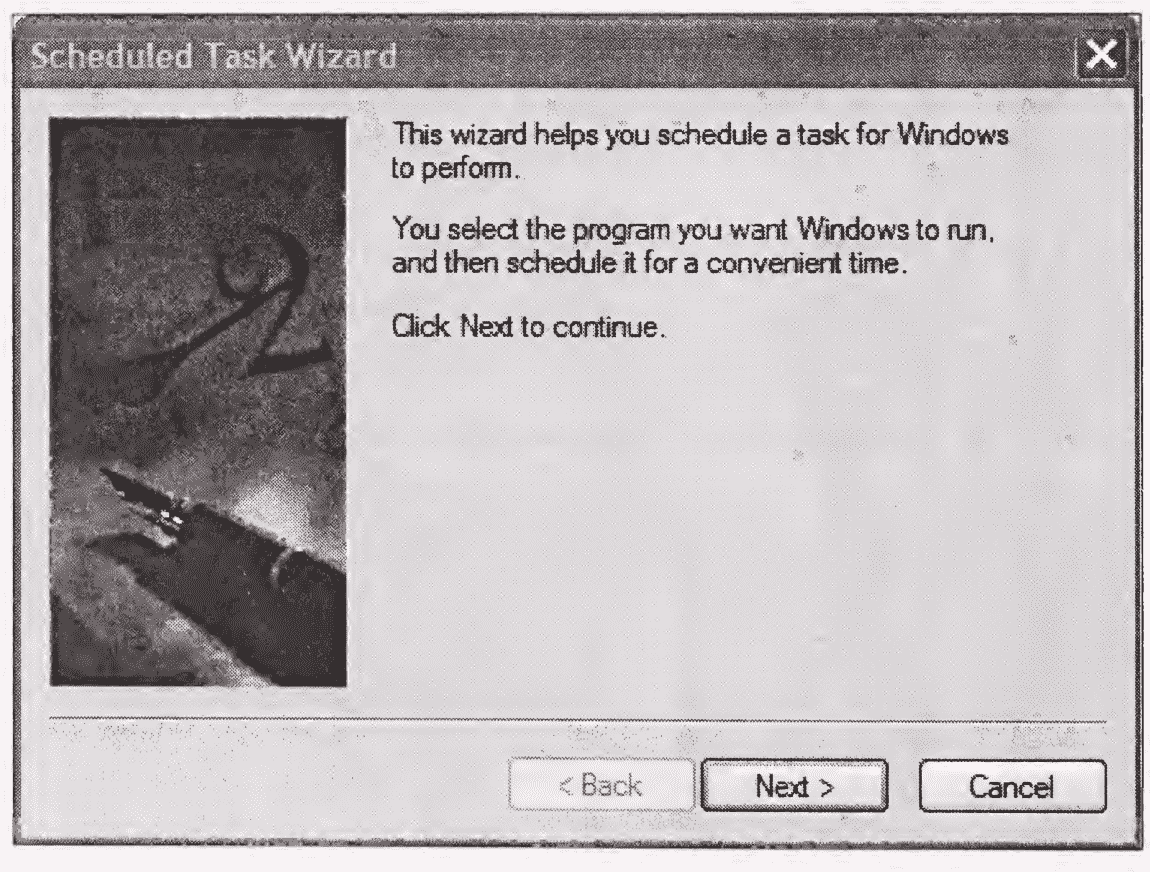 Scheduled Task Wizard
This wizard helps you schedule a task for Windows
to perform.
You select the program you want Windows to run,
and then schedule it for a convenient time.
Click Next to continue.
< Back
Next >
Cancel